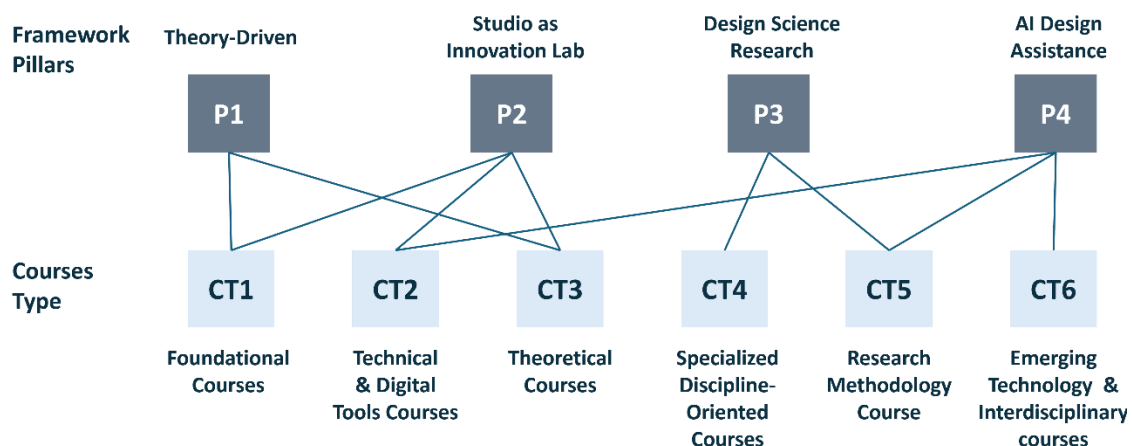 Framework
Pillars
Theory-Driven
Studio as
Innovation Lab
Design Science
Research
AI Design
Assistance
P1
P2
P3
P4
Courses
Type
CT1
CT2
CT3
CT4
CT5
CT6
Foundational
Courses
Technical
& Digital
Tools Courses
Theoretical
Courses
Specialized
Discipline-
Oriented
Courses
Research
Methodology
Course
Emerging
Technology &
Interdisciplinary
courses